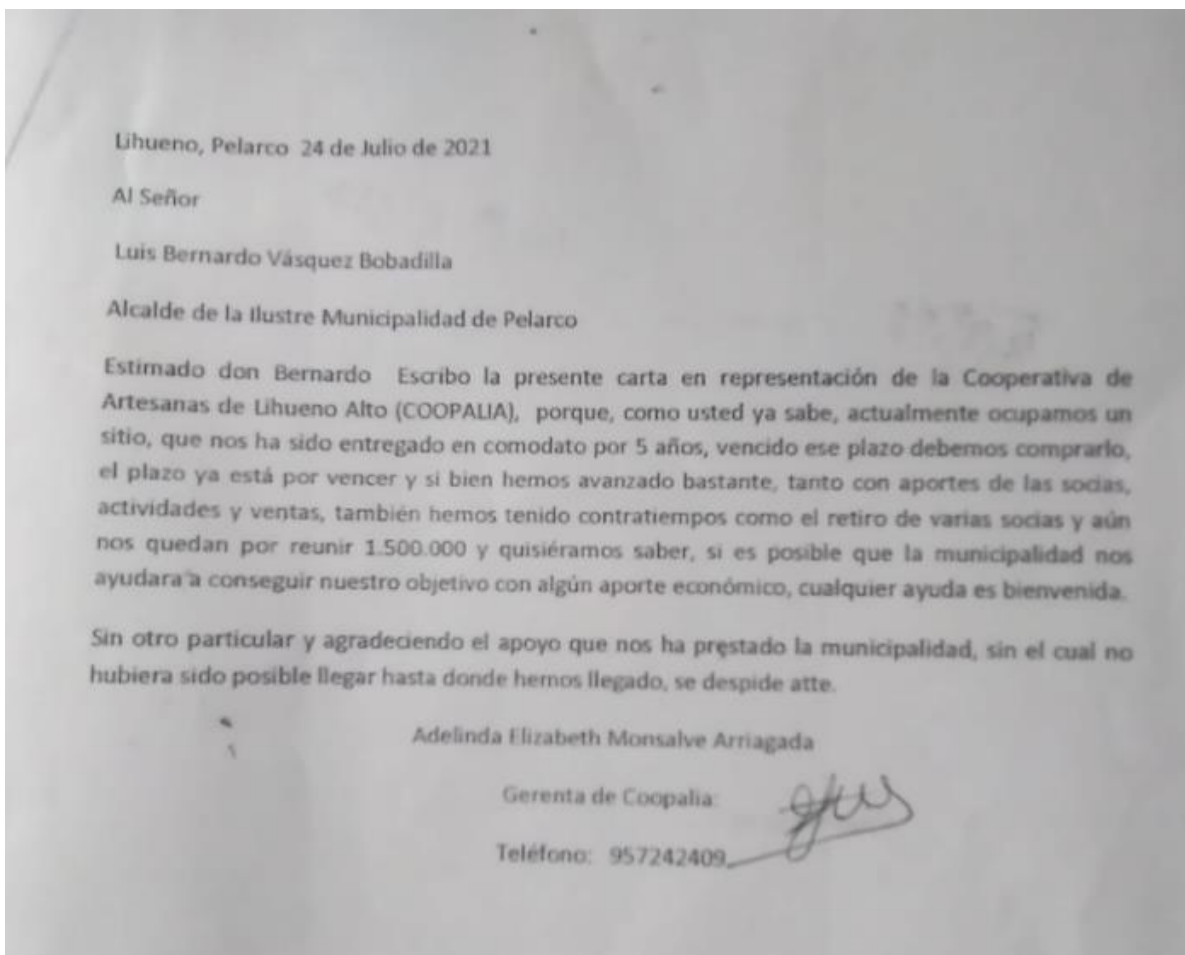 Lihueno, Pelarco 24 de Julio de 2021
Al Señor
Luis Bernardo Vásquez Bobadilla
Alcalde de la Ilustre Municipalidad de Pelarco
Estimado don Bernardo Escribo la presente carta en representación de la Cooperativa de
Artesanas de Lihueno Alto (COOPALIA), porque, como usted ya sabe, actualmente ocupamos un
sitio, que nos ha sido entregado en comodato por 5 años, vencido ese plazo debemos comprarlo,
el plazo ya está por vencer y si bien hemos avanzado bastante, tanto con aportes de las socias,
actividades y ventas, también hemos tenido contratiempos como el retiro de varias socias y aún
nos quedan por reunir 1.500.000 y quisiéramos saber, si es posible que la municipalidad nos
ayudara a conseguir nuestro objetivo con algún aporte económico, cualquier ayuda es bienvenida.
Sin otro particular y agradeciendo el apoyo que nos ha prestado la municipalidad, sin el cual no
hubiera sido posible llegar hasta donde hemos llegado, se despide atte.
Adelinda Elizabeth Monsalve Arriagada
Gerenta de Coopalia
Teléfono: 957242409